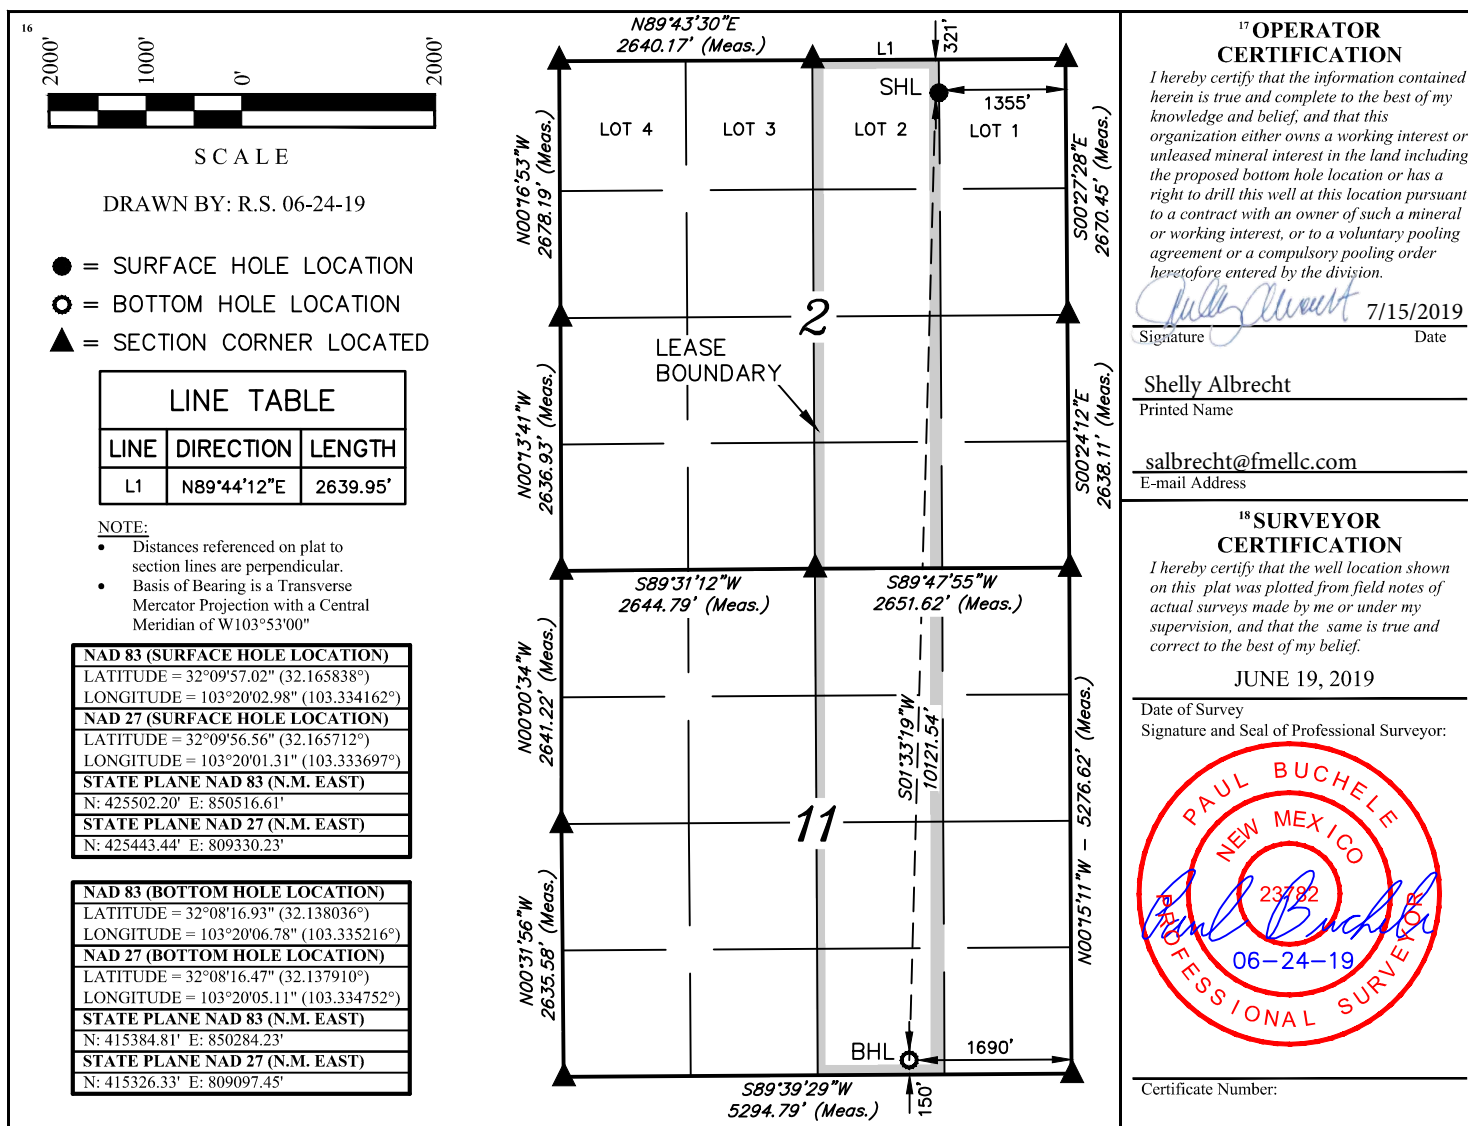 16
2000'
1000'
0'
2000'
SCALE
DRAWN BY: R.S. 06-24-19
= SURFACE HOLE LOCATION
= BOTTOM HOLE LOCATION
= SECTION CORNER LOCATED
LINE TABLE
LINE DIRECTION LENGTH
L1 N89°44'12"E 2639.95'
NOTE:
• Distances referenced on plat to
section lines are perpendicular.
• Basis of Bearing is a Transverse
Mercator Projection with a Central
Meridian of W103°53'00"
NAD 83 (SURFACE HOLE LOCATION)
LATITUDE = 32°09'57.02" (32.165838°)
LONGITUDE = 103°20'02.98" (103.334162°)
NAD 27 (SURFACE HOLE LOCATION)
LATITUDE = 32°09'56.56" (32.165712°)
LONGITUDE = 103°20'01.31" (103.333697°)
STATE PLANE NAD 83 (N.M. EAST)
N: 425502.20' E: 850516.61'
STATE PLANE NAD 27 (N.M. EAST)
N: 425443.44' E: 809330.23'
NAD 83 (BOTTOM HOLE LOCATION)
LATITUDE = 32°08'16.93" (32.138036°)
LONGITUDE = 103°20'06.78" (103.335216°)
NAD 27 (BOTTOM HOLE LOCATION)
LATITUDE = 32°08'16.47" (32.137910°)
LONGITUDE = 103°20'05.11" (103.334752°)
STATE PLANE NAD 83 (N.M. EAST)
N: 415384.81' E: 850284.23'
STATE PLANE NAD 27 (N.M. EAST)
N: 415326.33' E: 809097.45'
N89°43'30"E
2640.17' (Meas.)
L1
321'
SHL
1355'
LOT 4
LOT 3
LOT 2
LOT 1
N00°16'53"W
2678.19' (Meas.)
S00°27'28"E
2670.45' (Meas.)
2
LEASE
BOUNDARY
N00°13'41"W
2636.93' (Meas.)
S00°24'12"E
2638.11' (Meas.)
S89°31'12"W
2644.79' (Meas.)
S89°47'55"W
2651.62' (Meas.)
N00°00'34"W
2641.22' (Meas.)
S01°33'19"W
10121.54'
N00°15'11"W - 5276.62' (Meas.)
11
N00°31'56"W
2635.58' (Meas.)
BHL
1690'
S89°39'29"W
5294.79' (Meas.)
150'
17 OPERATOR
CERTIFICATION
I hereby certify that the information contained
herein is true and complete to the best of my
knowledge and belief, and that this
organization either owns a working interest or
unleased mineral interest in the land including
the proposed bottom hole location or has a
right to drill this well at this location pursuant
to a contract with an owner of such a mineral
or working interest, or to a voluntary pooling
agreement or a compulsory pooling order
heretofore entered by the division.
Shelly Albrecht 7/15/2019
Signature Date
Shelly Albrecht
Printed Name
salbrecht@fmellc.com
E-mail Address
18 SURVEYOR
CERTIFICATION
I hereby certify that the well location shown
on this plat was plotted from field notes of
actual surveys made by me or under my
supervision, and that the same is true and
correct to the best of my belief.
JUNE 19, 2019
Date of Survey
Signature and Seal of Professional Surveyor:
PAUL BUCHELE
NEW MEXICO
23782
Paul Buchele
06-24-19
PROFESSIONAL SURVEYOR
Certificate Number: